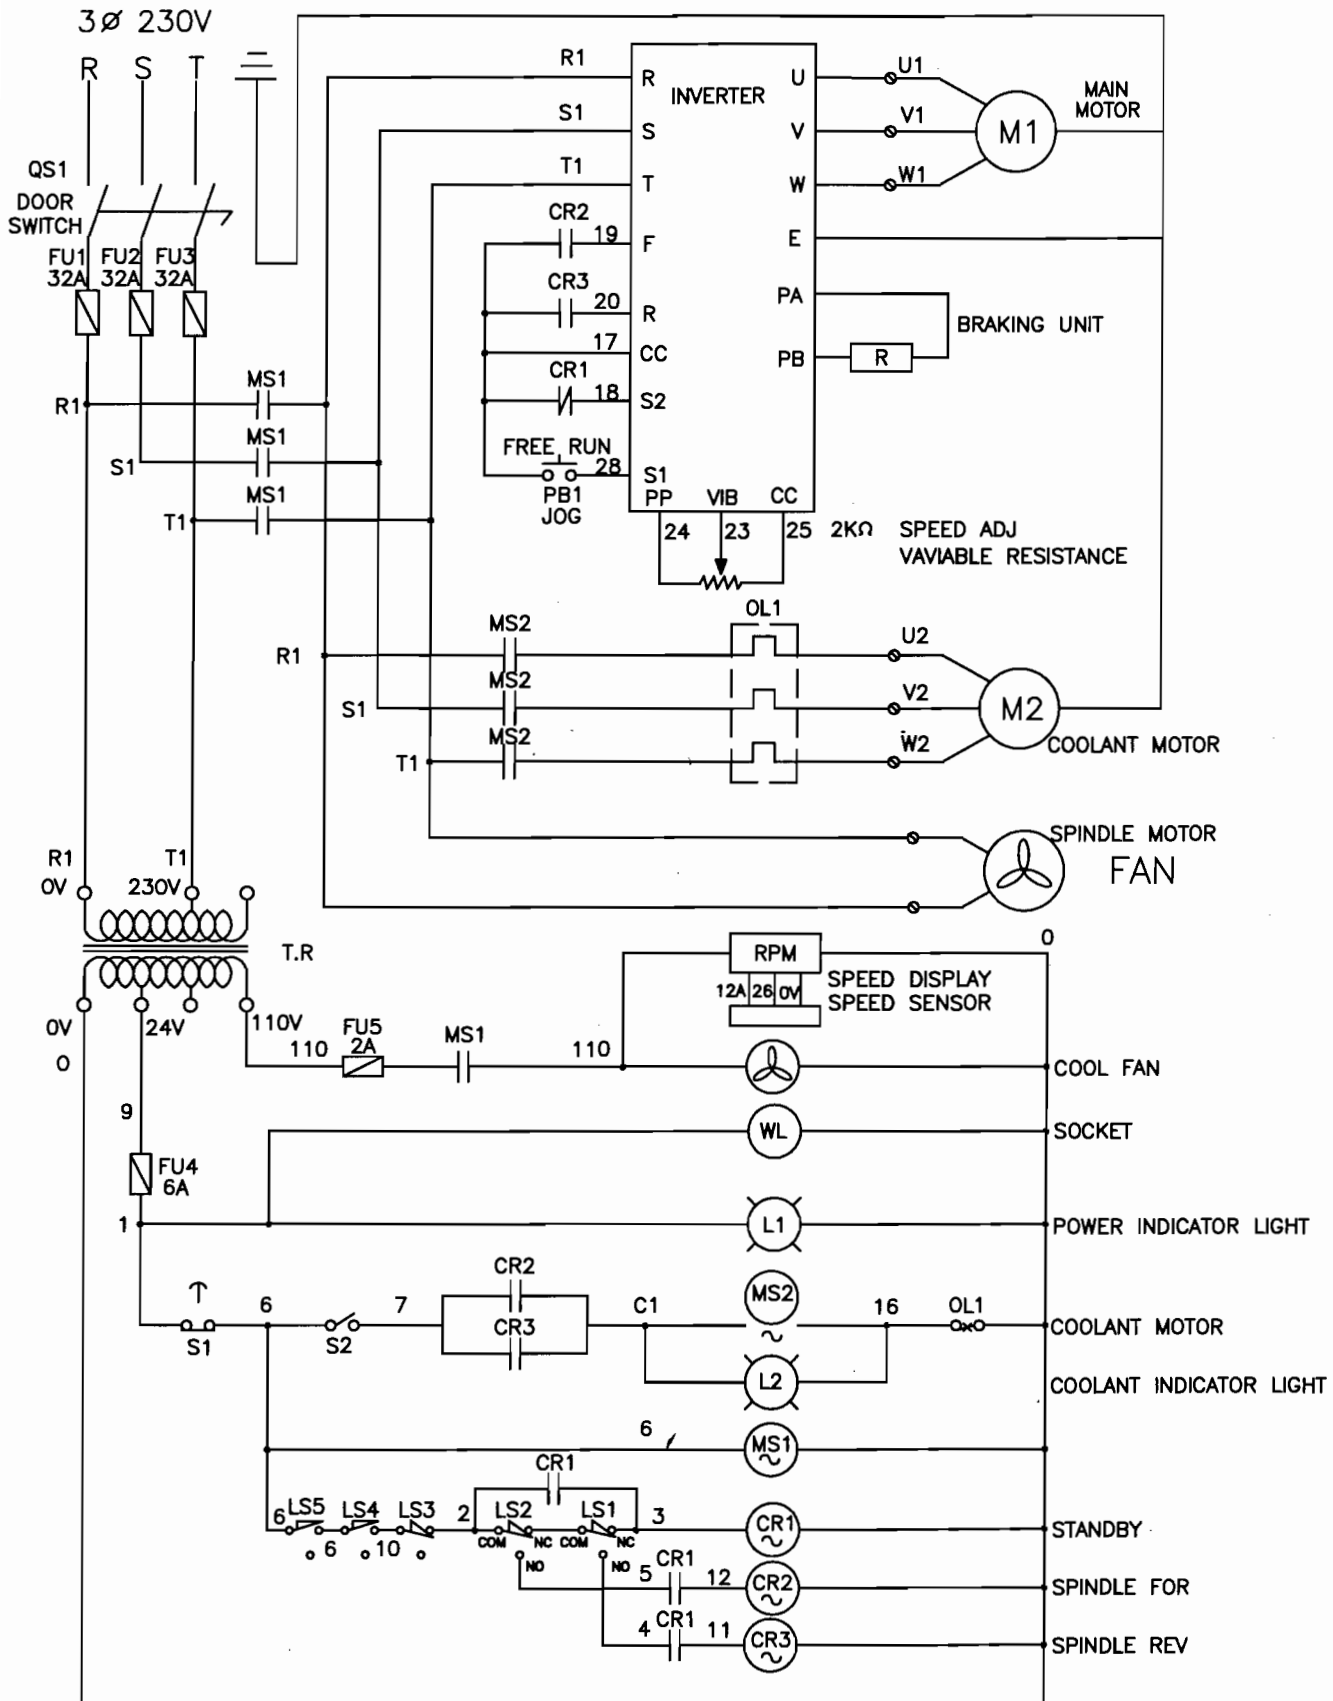 3Ø 230V
R S T
QS1
DOOR
SWITCH
FU1 FU2 FU3
32A 32A 32A
R1
S1
T1
INVERTER
R
S
T
F
R
CC
S2
S1
PP VIB CC
U
V
W
E
PA
PB
CR2
19
CR3
20
17
CR1
18
FREE RUN
28
PB1
JOG
U1
V1
W1
M1
MAIN
MOTOR
BRAKING UNIT
R
24 23 25 2KΩ
SPEED ADJ
VAVIABLE RESISTANCE
R1 MS1
S1 MS1
T1 MS1
OL1
R1 MS2 U2
S1 MS2 V2
T1 MS2 W2
M2
COOLANT MOTOR
SPINDLE MOTOR
FAN
R1 T1
0V 230V
T.R
0V 24V 110V
0
RPM
0
12A 26 0V
SPEED DISPLAY
SPEED SENSOR
110 FU5 MS1 110
2A
COOL FAN
9
WL SOCKET
FU4
6A
1 L1 POWER INDICATOR LIGHT
S1 6 S2 7 CR2 C1 MS2 16 OL1 COOLANT MOTOR
CR3
L2 COOLANT INDICATOR LIGHT
6 MS1
CR1
6 LS5 LS4 LS3 2 LS2 LS1 3 CR1 STANDBY
COM NC COM NC
6 10 NO NO
5 CR1 12 CR2 SPINDLE FOR
4 CR1 11 CR3 SPINDLE REV